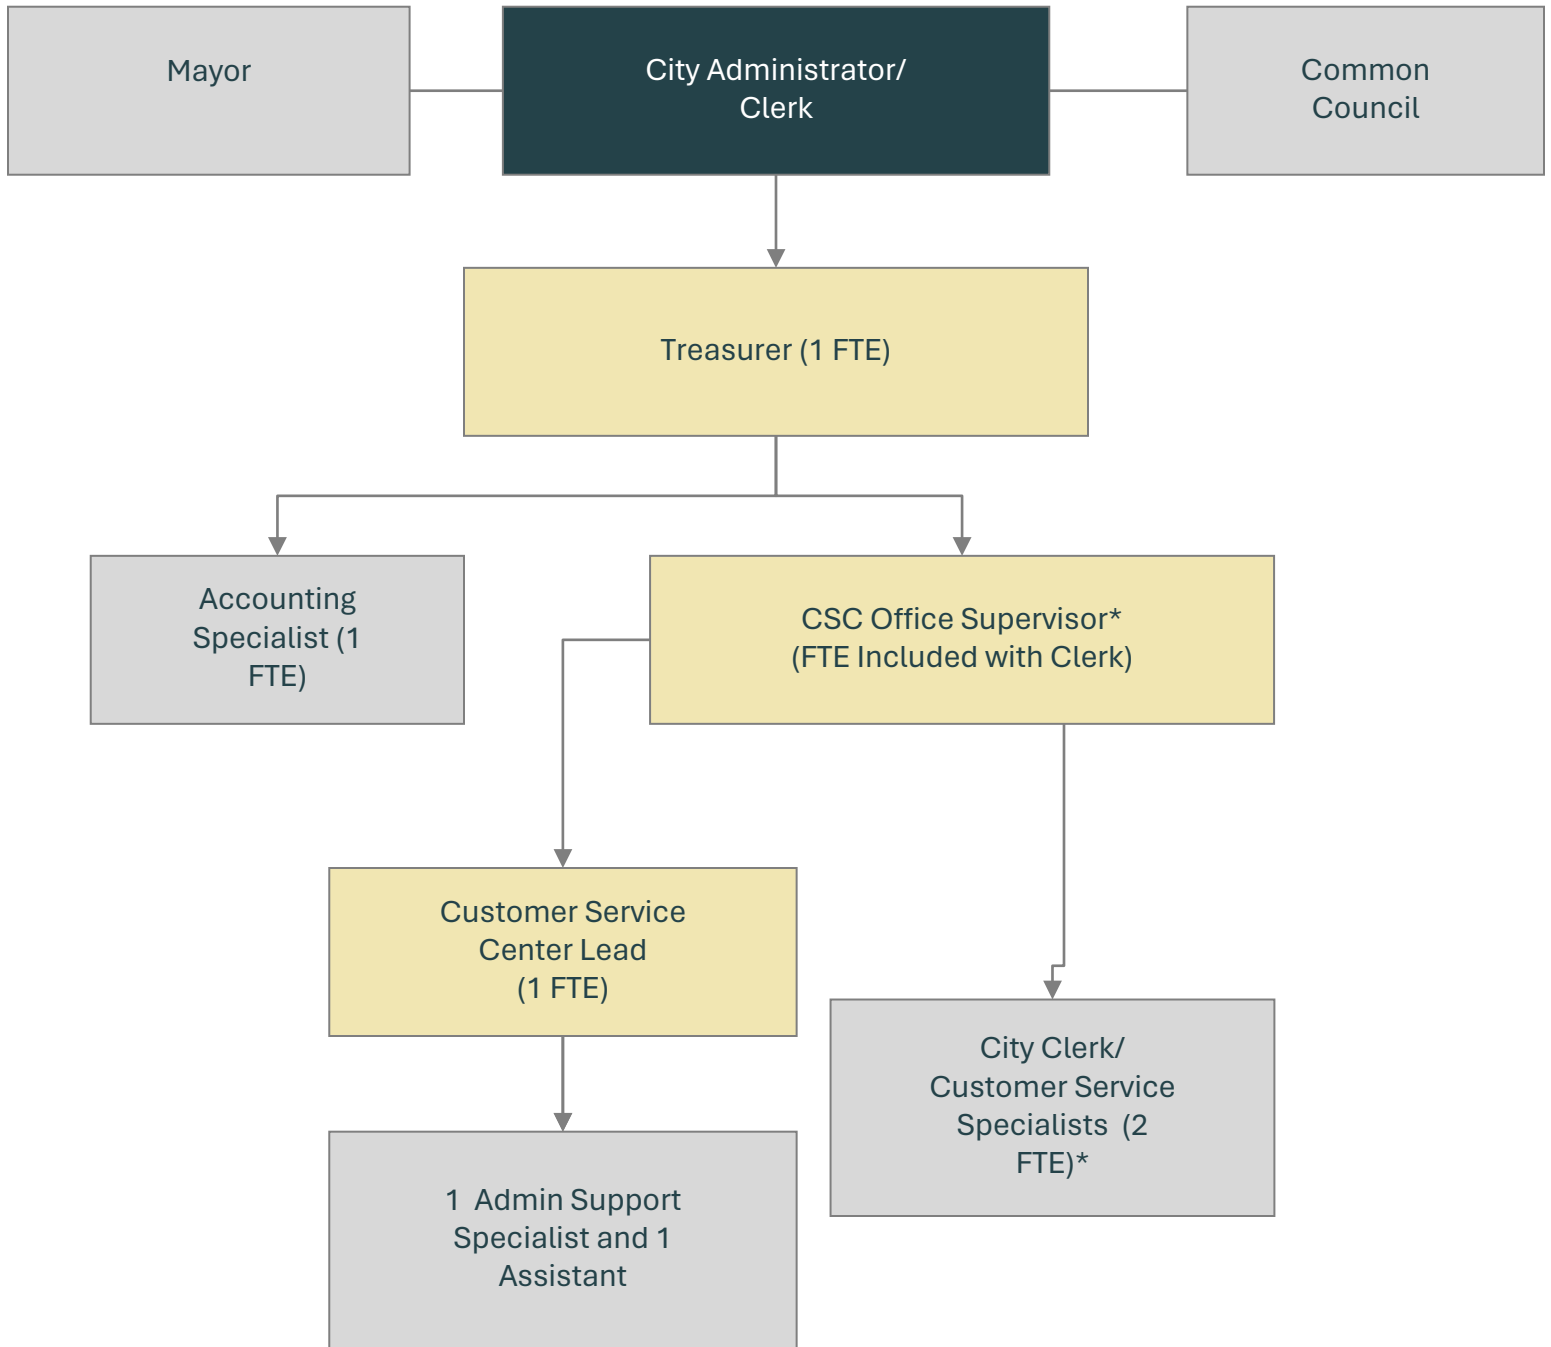 Mayor
City Administrator/
Clerk
Common
Council
Treasurer (1 FTE)
Accounting
Specialist (1
FTE)
CSC Office Supervisor*
(FTE Included with Clerk)
Customer Service
Center Lead
(1 FTE)
City Clerk/
Customer Service
Specialists  (2
FTE)*
1  Admin Support
Specialist and 1
Assistant